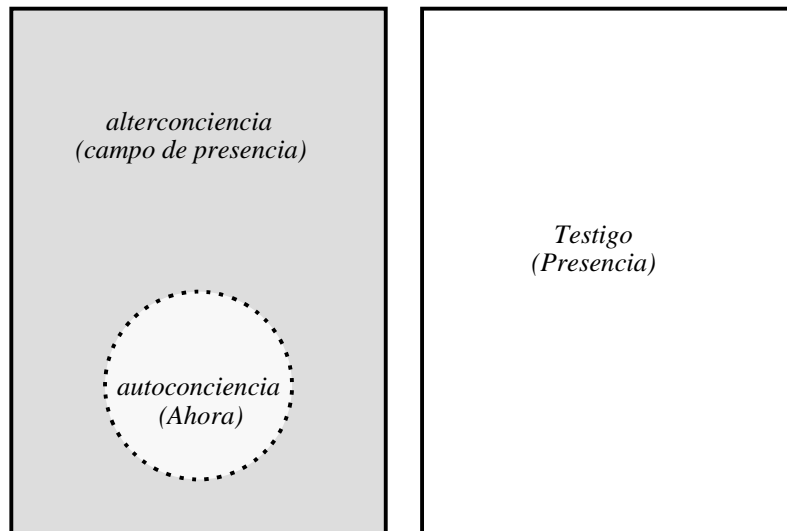 alterconciencia
(campo de presencia)
autoconciencia
(Ahora)
Testigo
(Presencia)